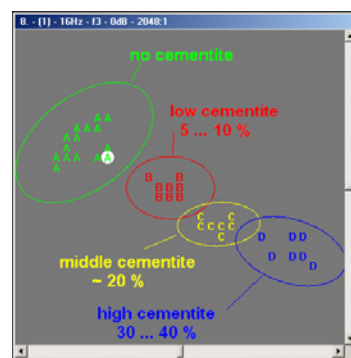 8. - (1) - 16Hz - f3 - 0dB - 2048:1
no cementite
A A
A A A A
A A
A A A A A
A
low cementite
5 ... 10 %
B B
B B B
B B B
C C
C C C C
C
D D D
D D D
D
middle cementite
~ 20 %
high cementite
30 ... 40 %